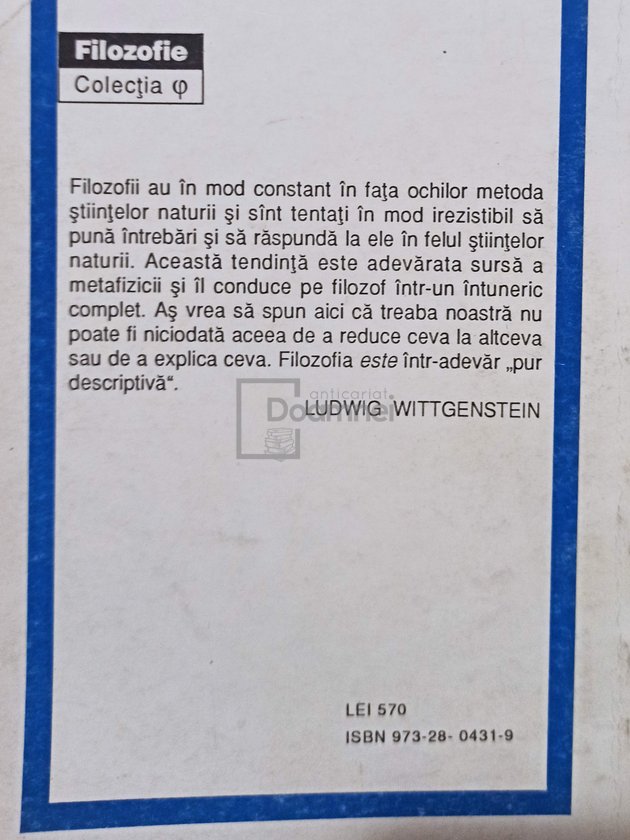 Filozofie
Colecţia φ
Filozofii au în mod constant în faţa ochilor metoda
ştiinţelor naturii şi sînt tentaţi în mod irezistibil să
pună întrebări şi să răspundă la ele în felul ştiinţelor
naturii. Această tendinţă este adevărata sursă a
metafizicii şi îl conduce pe filozof într-un întuneric
complet. Aş vrea să spun aici că treaba noastră nu
poate fi niciodată aceea de a reduce ceva la altceva
sau de a explica ceva. Filozofia este într-adevăr „pur
descriptivă“.
anticariat
Doamnei
LUDWIG WITTGENSTEIN
LEI 570
ISBN 973-28- 0431-9